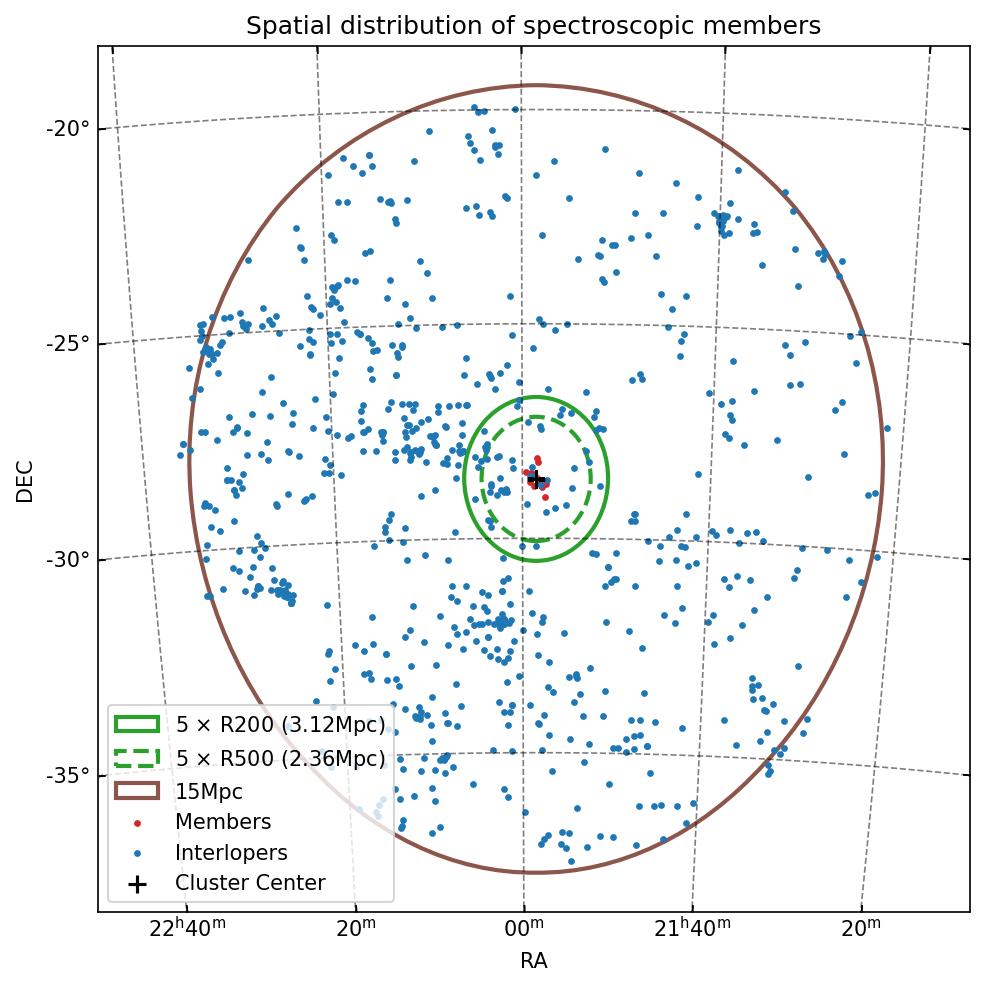 Spatial distribution of spectroscopic members
-20°
-25°
-30°
-35°
DEC
5 × R200 (3.12Mpc)
5 × R500 (2.36Mpc)
15Mpc
Members
Interlopers
Cluster Center
22ʰ40ᵐ 20ᵐ 00ᵐ 21ʰ40ᵐ 20ᵐ
RA